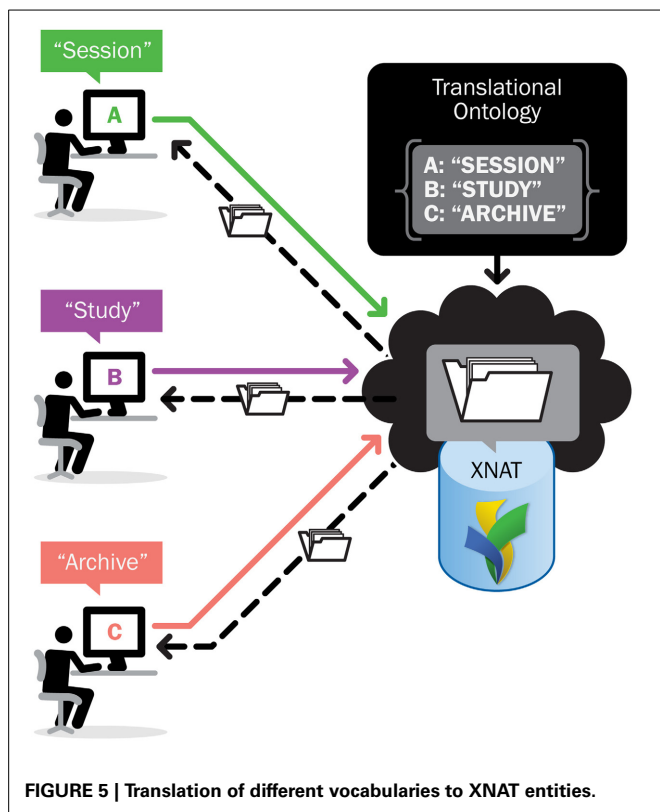 “Session”
A
Translational
Ontology
A: “SESSION”
B: “STUDY”
C: “ARCHIVE”
“Study”
B
XNAT
“Archive”
C
FIGURE 5 | Translation of different vocabularies to XNAT entities.